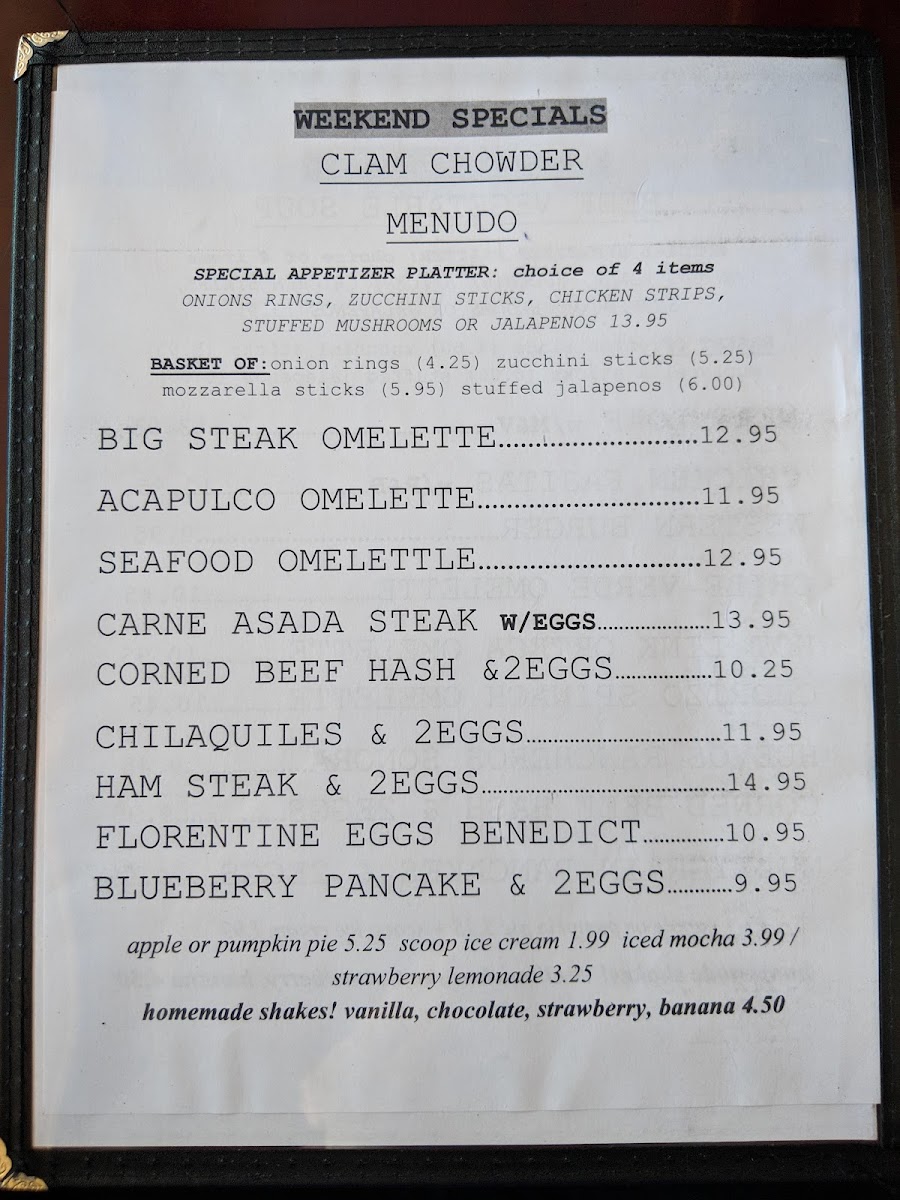 WEEKEND SPECIALS
CLAM CHOWDER
MENUDO
SPECIAL APPETIZER PLATTER: choice of 4 items
ONIONS RINGS, ZUCCHINI STICKS, CHICKEN STRIPS,
STUFFED MUSHROOMS OR JALAPENOS 13.95
BASKET OF:onion rings (4.25) zucchini sticks (5.25)
mozzarella sticks (5.95) stuffed jalapenos (6.00)
BIG STEAK OMELETTE..............................12.95
ACAPULCO OMELETTE.................................11.95
SEAFOOD OMELETTLE.................................12.95
CARNE ASADA STEAK W/EGGS.......................13.95
CORNED BEEF HASH &2EGGS....................10.25
CHILAQUILES & 2EGGS.......................................11.95
HAM STEAK & 2EGGS................................................14.95
FLORENTINE EGGS BENEDICT................10.95
BLUEBERRY PANCAKE & 2EGGS............9.95
apple or pumpkin pie 5.25 scoop ice cream 1.99 iced mocha 3.99 /
strawberry lemonade 3.25
homemade shakes! vanilla, chocolate, strawberry, banana 4.50